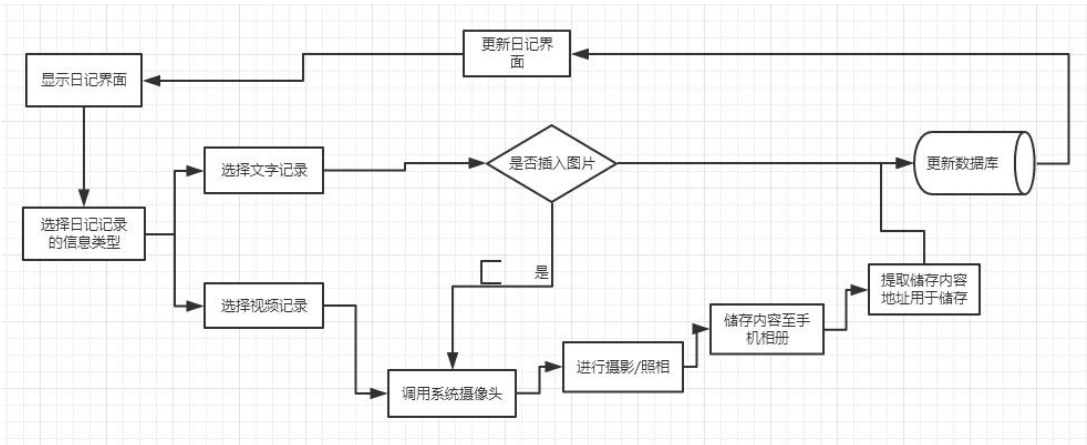 更新日记界
面
显示日记界面
选择文字记录
是否插入图片
更新数据库
选择日记记录
的信息类型
是
选择视频记录
提取储存内容
地址用于储存
储存内容至手
机相册
进行摄影/照相
调用系统摄像头